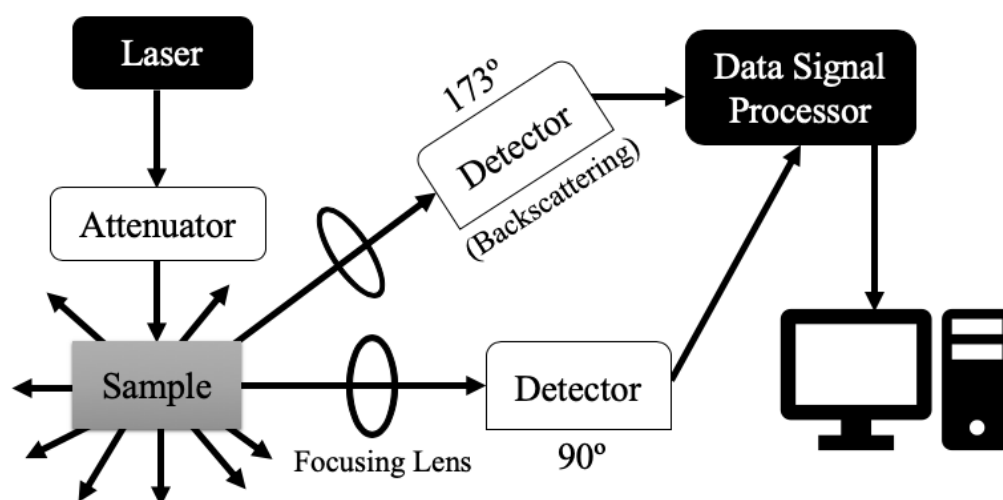 Laser
Attenuator
Sample
173º
Detector
(Backscattering)
Data Signal
Processor
Focusing Lens
Detector
90º